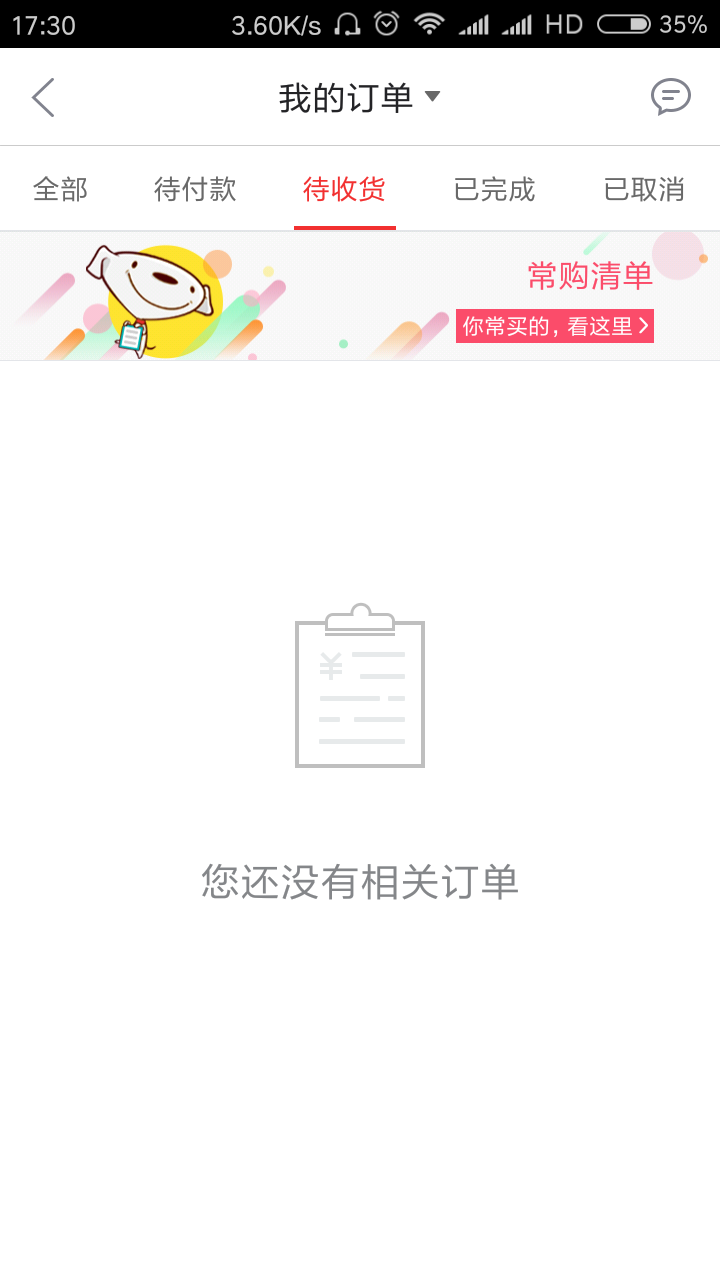 17:30 3.60K/s HD 35%
我的订单
全部 待付款 待收货 已完成 已取消
常购清单
你常买的，看这里
¥
您还没有相关订单